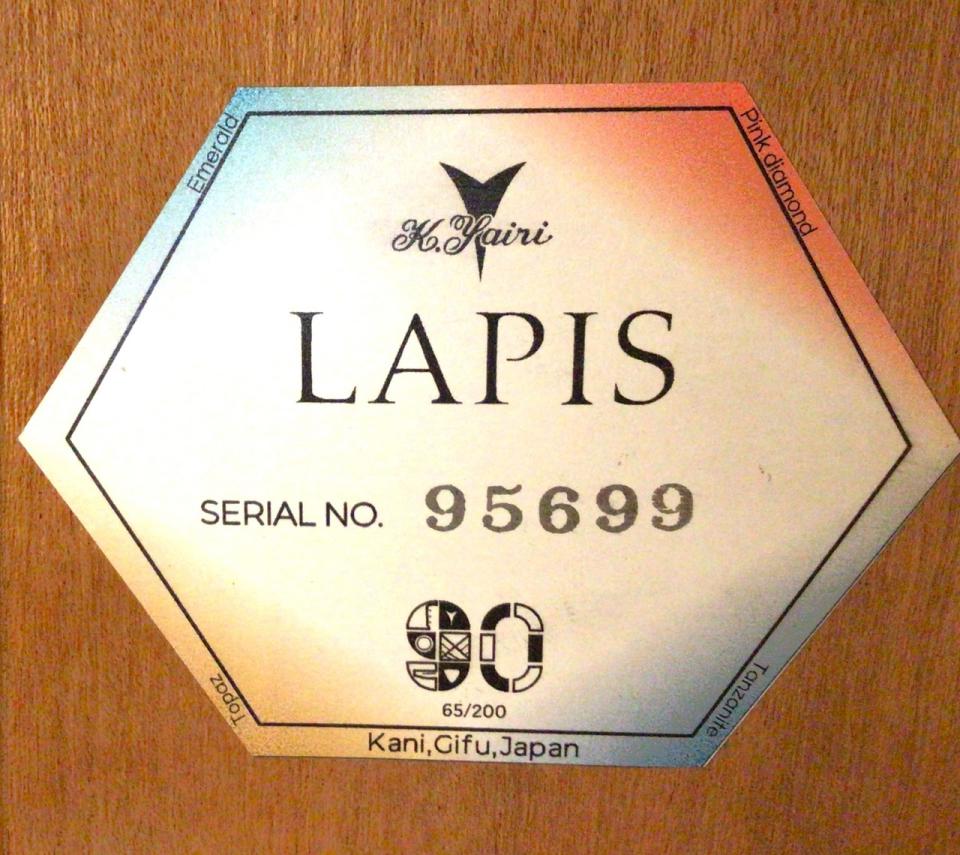 Emerald
Pink diamond
K.Yairi
LAPIS
SERIAL NO. 95699
90
65/200
Topaz
Tanzanite
Kani,Gifu,Japan